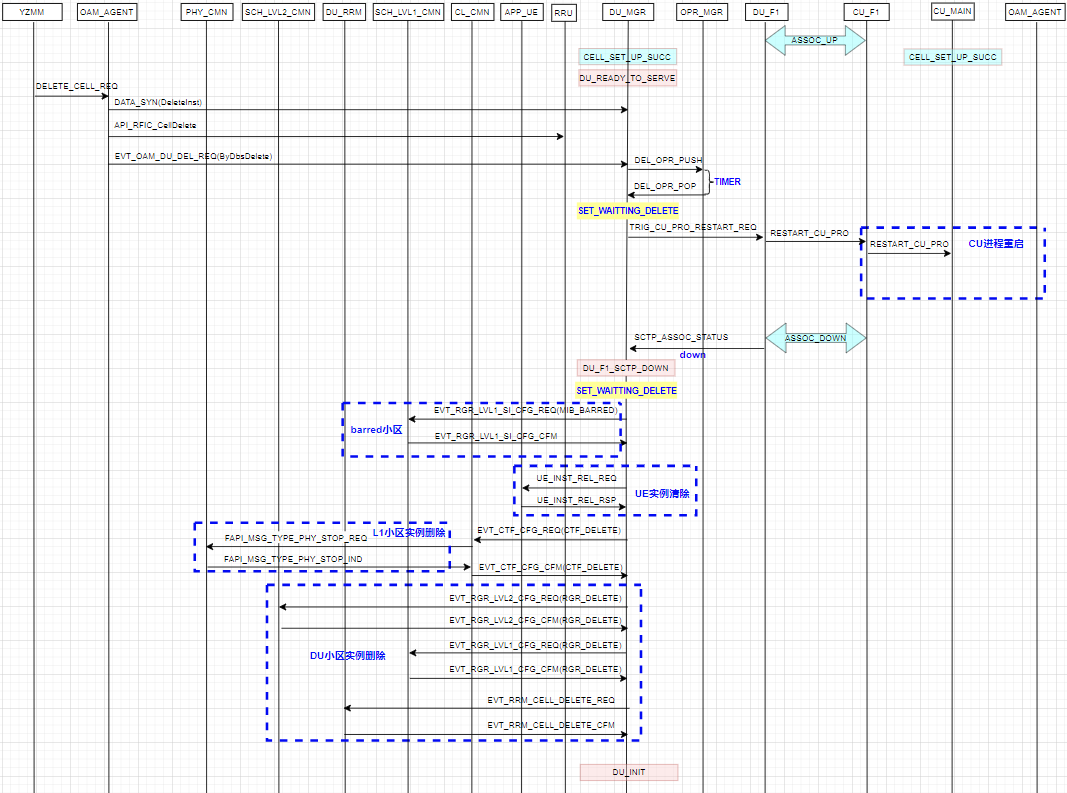 YZMM
OAM_AGENT
PHY_CMN
SCH_LVL2_CMN
DU_RRM
SCH_LVL1_CMN
CL_CMN
APP_UE
RRU
DU_MGR
OPR_MGR
DU_F1
CU_F1
CU_MAIN
OAM_AGENT
ASSOC_UP
CELL_SET_UP_SUCC
CELL_SET_UP_SUCC
DU_READY_TO_SERVE
DELETE_CELL_REQ
DATA_SYN(DeleteInst)
API_RFIC_CellDelete
EVT_OAM_DU_DEL_REQ(ByDbsDelete)
DEL_OPR_PUSH
TIMER
DEL_OPR_POP
SET_WAITTING_DELETE
TRIG_CU_PRO_RESTART_REQ
RESTART_CU_PRO
RESTART_CU_PRO
CU进程重启
SCTP_ASSOC_STATUS
ASSOC_DOWN
down
DU_F1_SCTP_DOWN
SET_WAITTING_DELETE
EVT_RGR_LVL1_SI_CFG_REQ(MIB_BARRED)
barred小区
EVT_RGR_LVL1_SI_CFG_CFM
UE_INST_REL_REQ
UE实例清除
UE_INST_REL_RSP
EVT_CTF_CFG_REQ(CTF_DELETE)
L1小区实例删除
FAPI_MSG_TYPE_PHY_STOP_REQ
FAPI_MSG_TYPE_PHY_STOP_IND
EVT_CTF_CFG_CFM(CTF_DELETE)
EVT_RGR_LVL2_CFG_REQ(RGR_DELETE)
EVT_RGR_LVL2_CFG_CFM(RGR_DELETE)
EVT_RGR_LVL1_CFG_REQ(RGR_DELETE)
DU小区实例删除
EVT_RGR_LVL1_CFG_CFM(RGR_DELETE)
EVT_RRM_CELL_DELETE_REQ
EVT_RRM_CELL_DELETE_CFM
DU_INIT